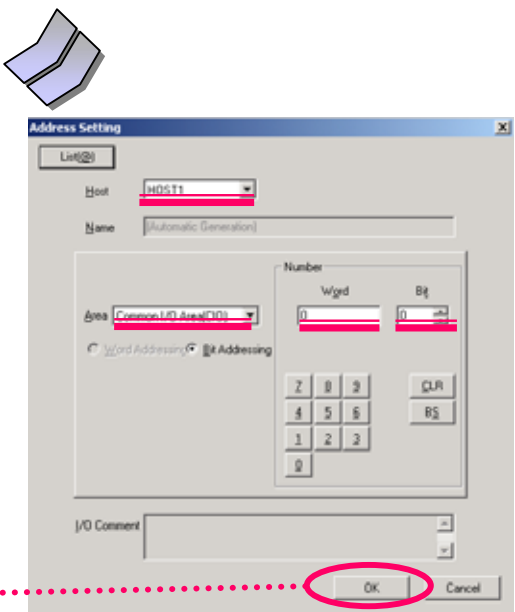 Address Setting
List(@)
Host HOST1
Name (Automatic Generation)
Number
Word Bit
Area Common I/O Area(CIO) 0 0
Word Addressing Bit Addressing
7 8 9 CLR
4 5 6 BS
1 2 3
0
I/O Comment
OK Cancel